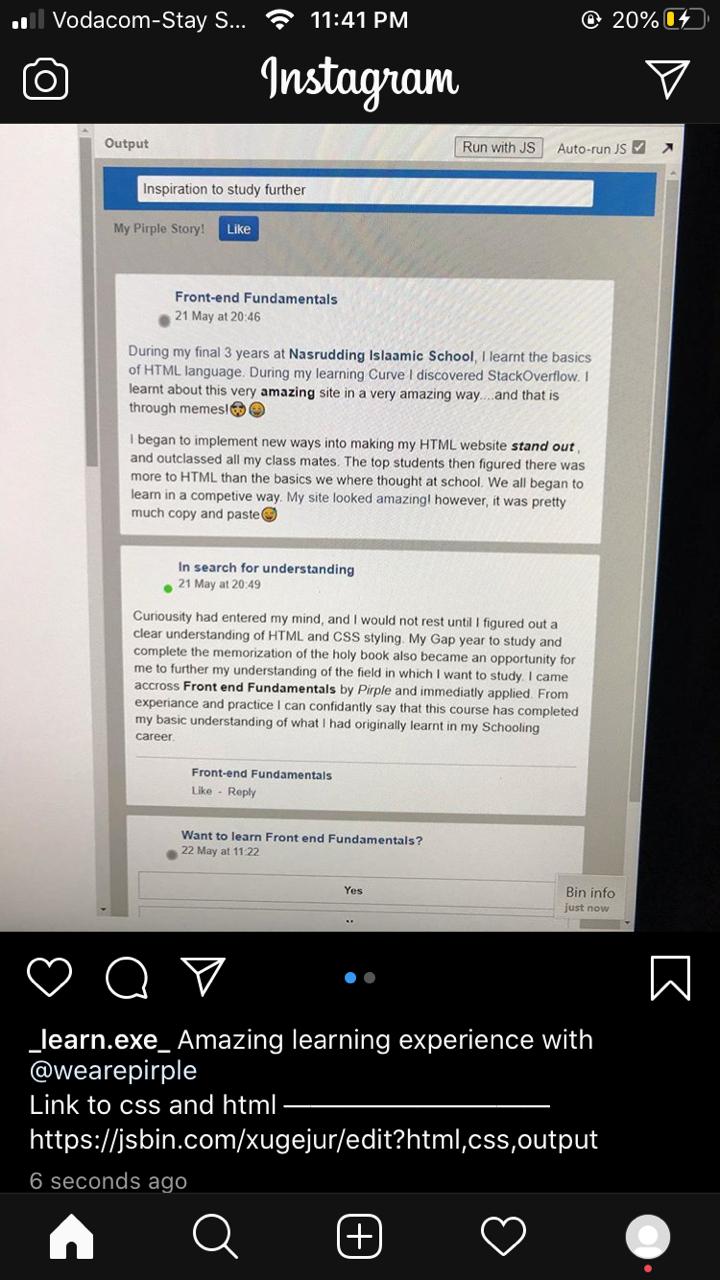 Vodacom-Stay S...
11:41 PM
20%
Instagram
Output
Run with JS
Auto-run JS
Inspiration to study further
My Pirple Story!
Like
Front-end Fundamentals
21 May at 20:46
During my final 3 years at Nasrudding Islaamic School, I learnt the basics
of HTML language. During my learning Curve I discovered StackOverflow. I
learnt about this very amazing site in a very amazing way....and that is
through memes!🤯😂
I began to implement new ways into making my HTML website stand out,
and outclassed all my class mates. The top students then figured there was
more to HTML than the basics we where thought at school. We all began to
learn in a competive way. My site looked amazing! however, it was pretty
much copy and paste😅
In search for understanding
21 May at 20:49
Curiousity had entered my mind, and I would not rest until I figured out a
clear understanding of HTML and CSS styling. My Gap year to study and
complete the memorization of the holy book also became an opportunity for
me to further my understanding of the field in which I want to study. I came
accross Front end Fundamentals by Pirple and immediatly applied. From
experiance and practice I can confidantly say that this course has completed
my basic understanding of what I had originally learnt in my Schooling
career.
Front-end Fundamentals
Like - Reply
Want to learn Front end Fundamentals?
22 May at 11:22
Yes
Bin info
just now
_learn.exe_ Amazing learning experience with
@wearepirple
Link to css and html ———————————
https://jsbin.com/xugejur/edit?html,css,output
6 seconds ago